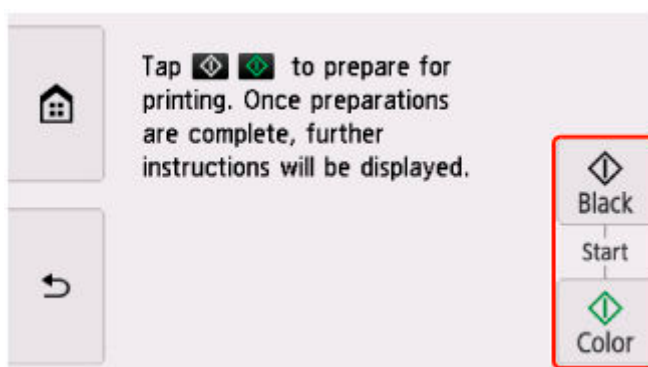 Tap to prepare for
printing. Once preparations
are complete, further
instructions will be displayed.
Black
Start
Color